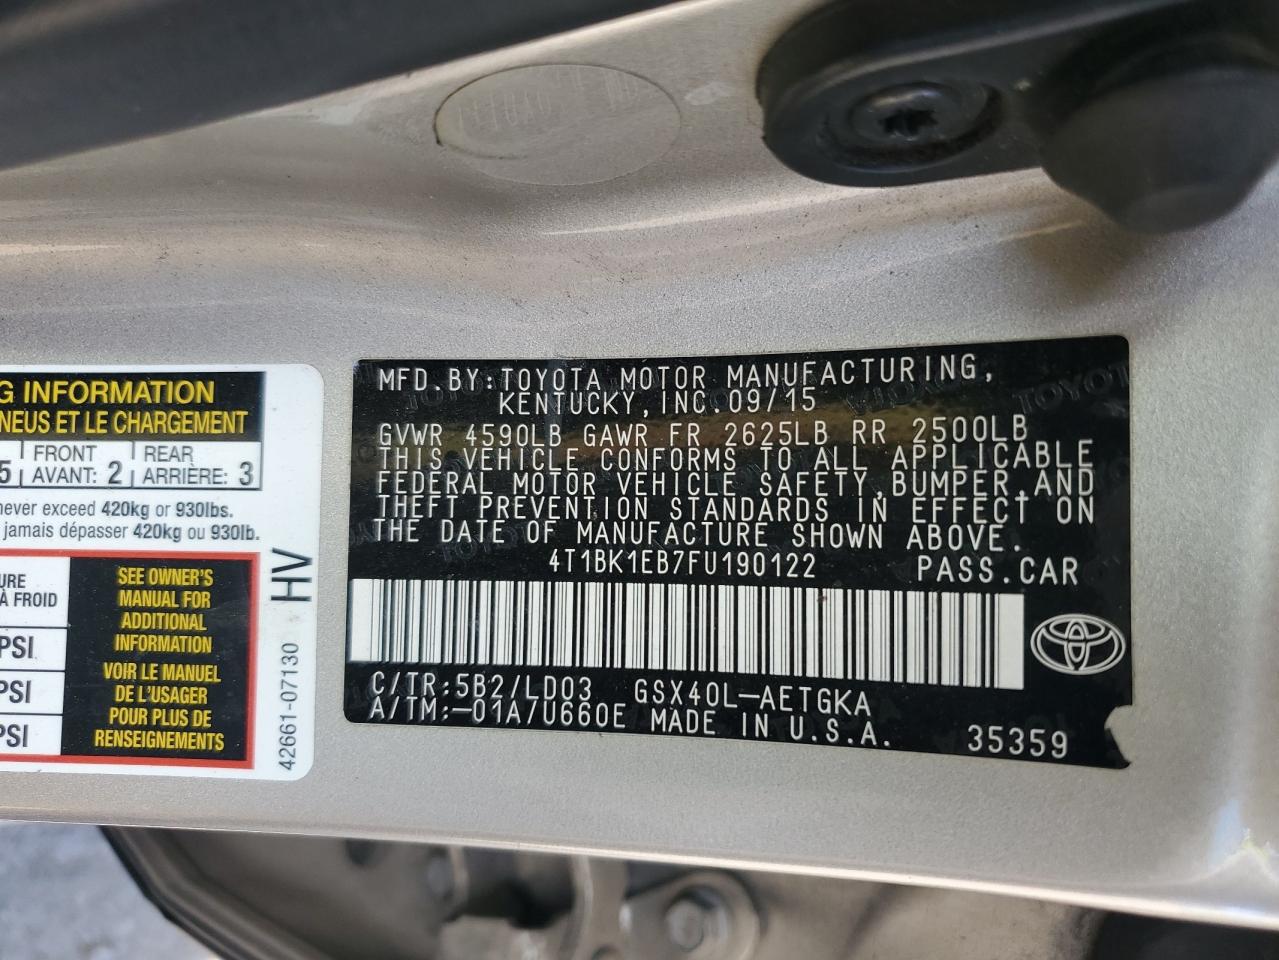 G INFORMATION
NEUS ET LE CHARGEMENT
5 FRONT AVANT: 2 REAR ARRIÈRE: 3
never exceed 420kg or 930lbs.
jamais dépasser 420kg ou 930lb.
URE
À FROID
PSI
PSI
PSI
SEE OWNER'S
MANUAL FOR
ADDITIONAL
INFORMATION
VOIR LE MANUEL
DE L'USAGER
POUR PLUS DE
RENSEIGNEMENTS
HV
42661-07130
MFD.BY:TOYOTA MOTOR MANUFACTURING,
KENTUCKY,INC.09/15
GVWR 4590LB GAWR FR 2625LB RR 2500LB
THIS VEHICLE CONFORMS TO ALL APPLICABLE
FEDERAL MOTOR VEHICLE SAFETY,BUMPER AND
THEFT PREVENTION STANDARDS IN EFFECT ON
THE DATE OF MANUFACTURE SHOWN ABOVE.
4T1BK1EB7FU190122 PASS.CAR
C/TR:5B2/LD03 GSX40L-AETGKA
A/TM:-01A/U660E MADE IN U.S.A. 35359